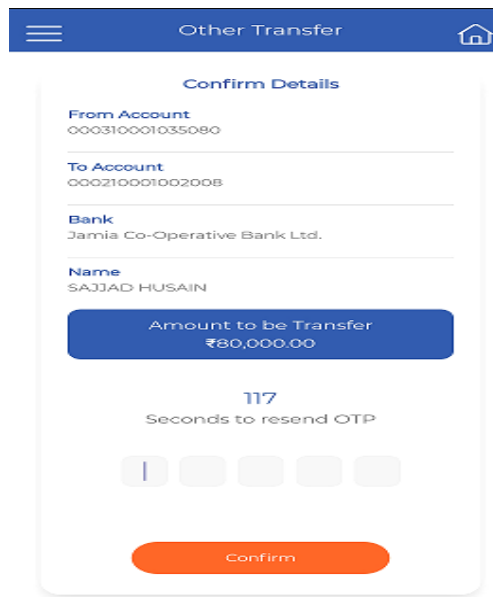 Other Transfer
Confirm Details
From Account
000310001035080
To Account
000210001002008
Bank
Jamia Co-Operative Bank Ltd.
Name
SAJJAD HUSAIN
Amount to be Transfer
₹80,000.00
117
Seconds to resend OTP
Confirm